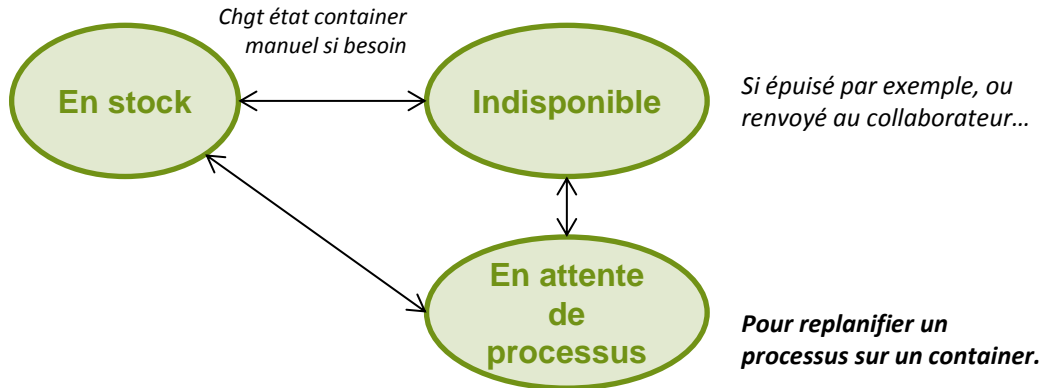 Chgt état container
manuel si besoin
En stock
Indisponible
Si épuisé par exemple, ou
renvoyé au collaborateur…
En attente
de
processus
Pour replanifier un
processus sur un container.